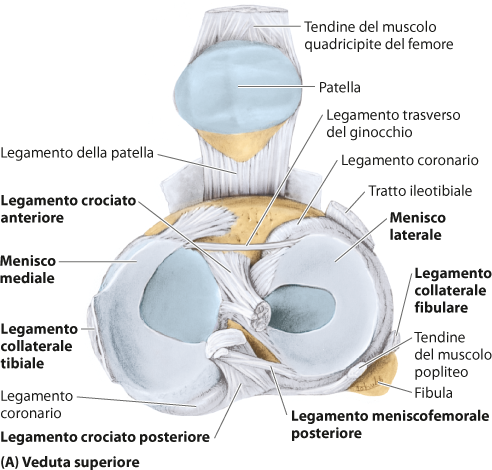 Tendine del muscolo
quadricipite del femore
Patella
Legamento trasverso
del ginocchio
Legamento della patella
Legamento coronario
Tratto ileotibiale
Legamento crociato
anteriore
Menisco
laterale
Menisco
mediale
Legamento
collaterale
fibulare
Legamento
collaterale
tibiale
Tendine
del muscolo
popliteo
Fibula
Legamento
coronario
Legamento meniscofemorale
posteriore
Legamento crociato posteriore
(A) Veduta superiore